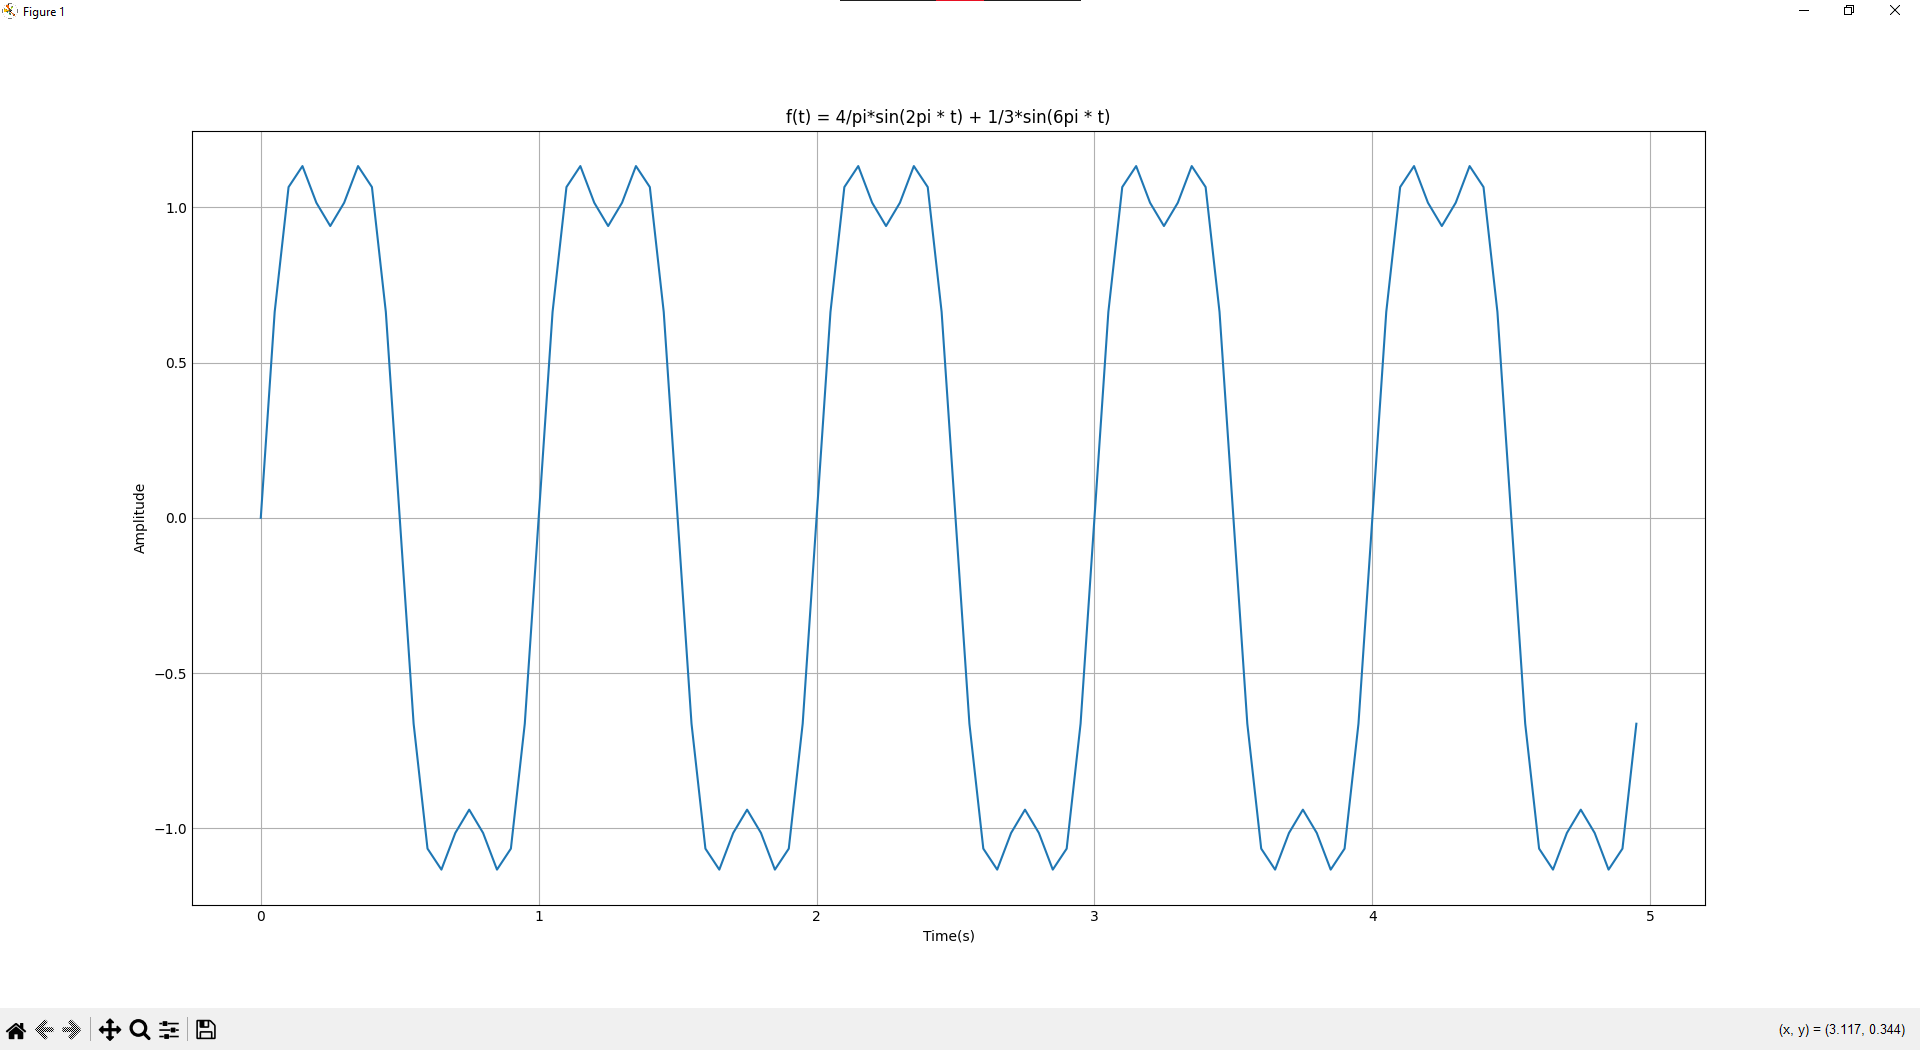 Figure 1
f(t) = 4/pi*sin(2pi * t) + 1/3*sin(6pi * t)
1.0
0.5
0.0
−0.5
−1.0
Amplitude
0 1 2 3 4 5
Time(s)
(x, y) = (3.117, 0.344)